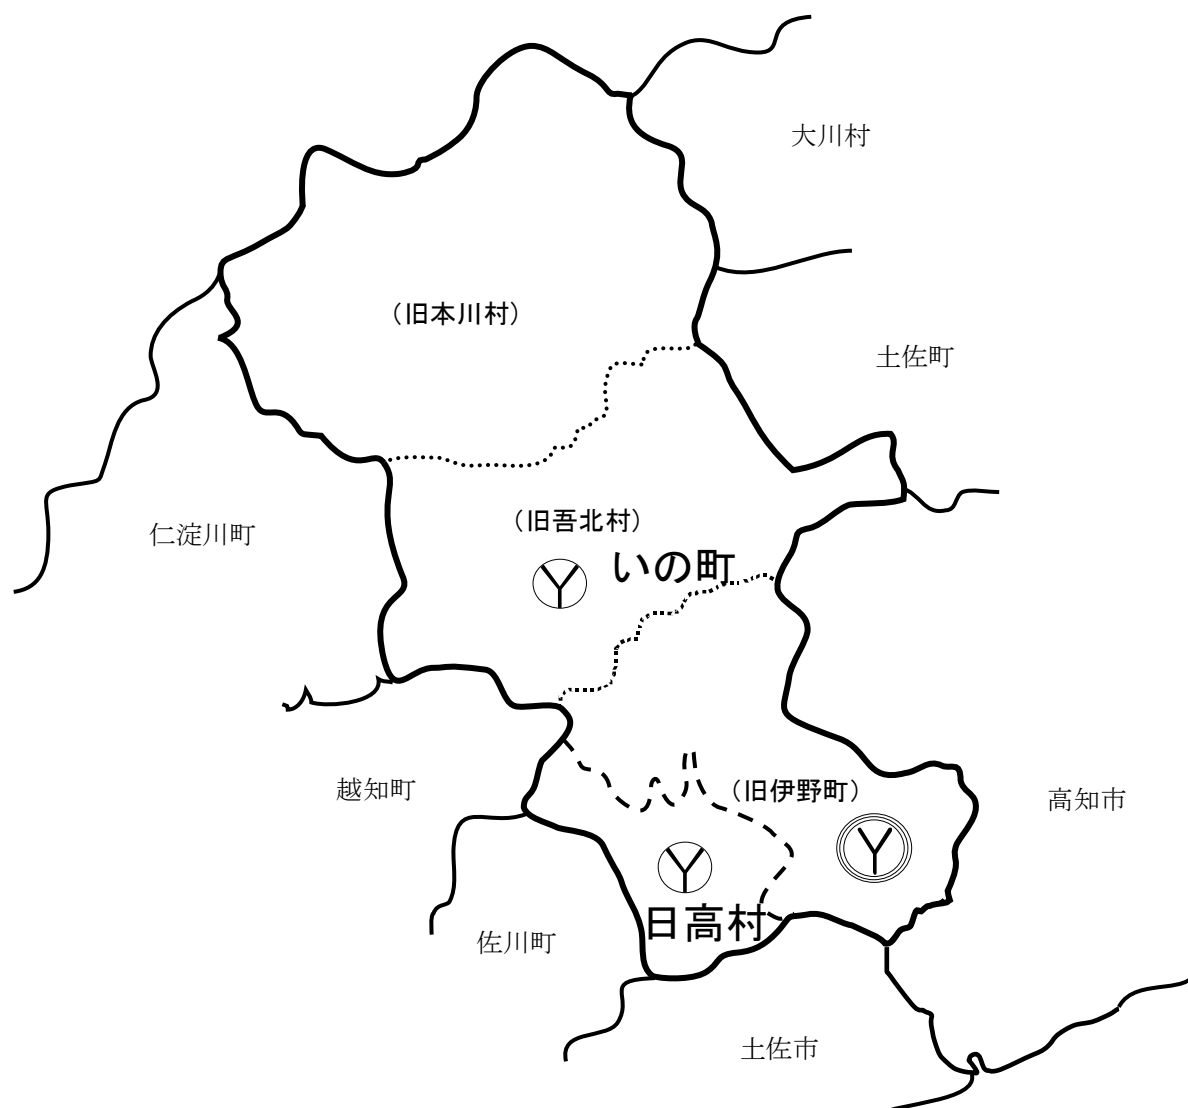 大川村
（旧本川村）
土佐町
（旧吾北村）
仁淀川町
いの町
越知町
（旧伊野町）
高知市
日高村
佐川町
土佐市